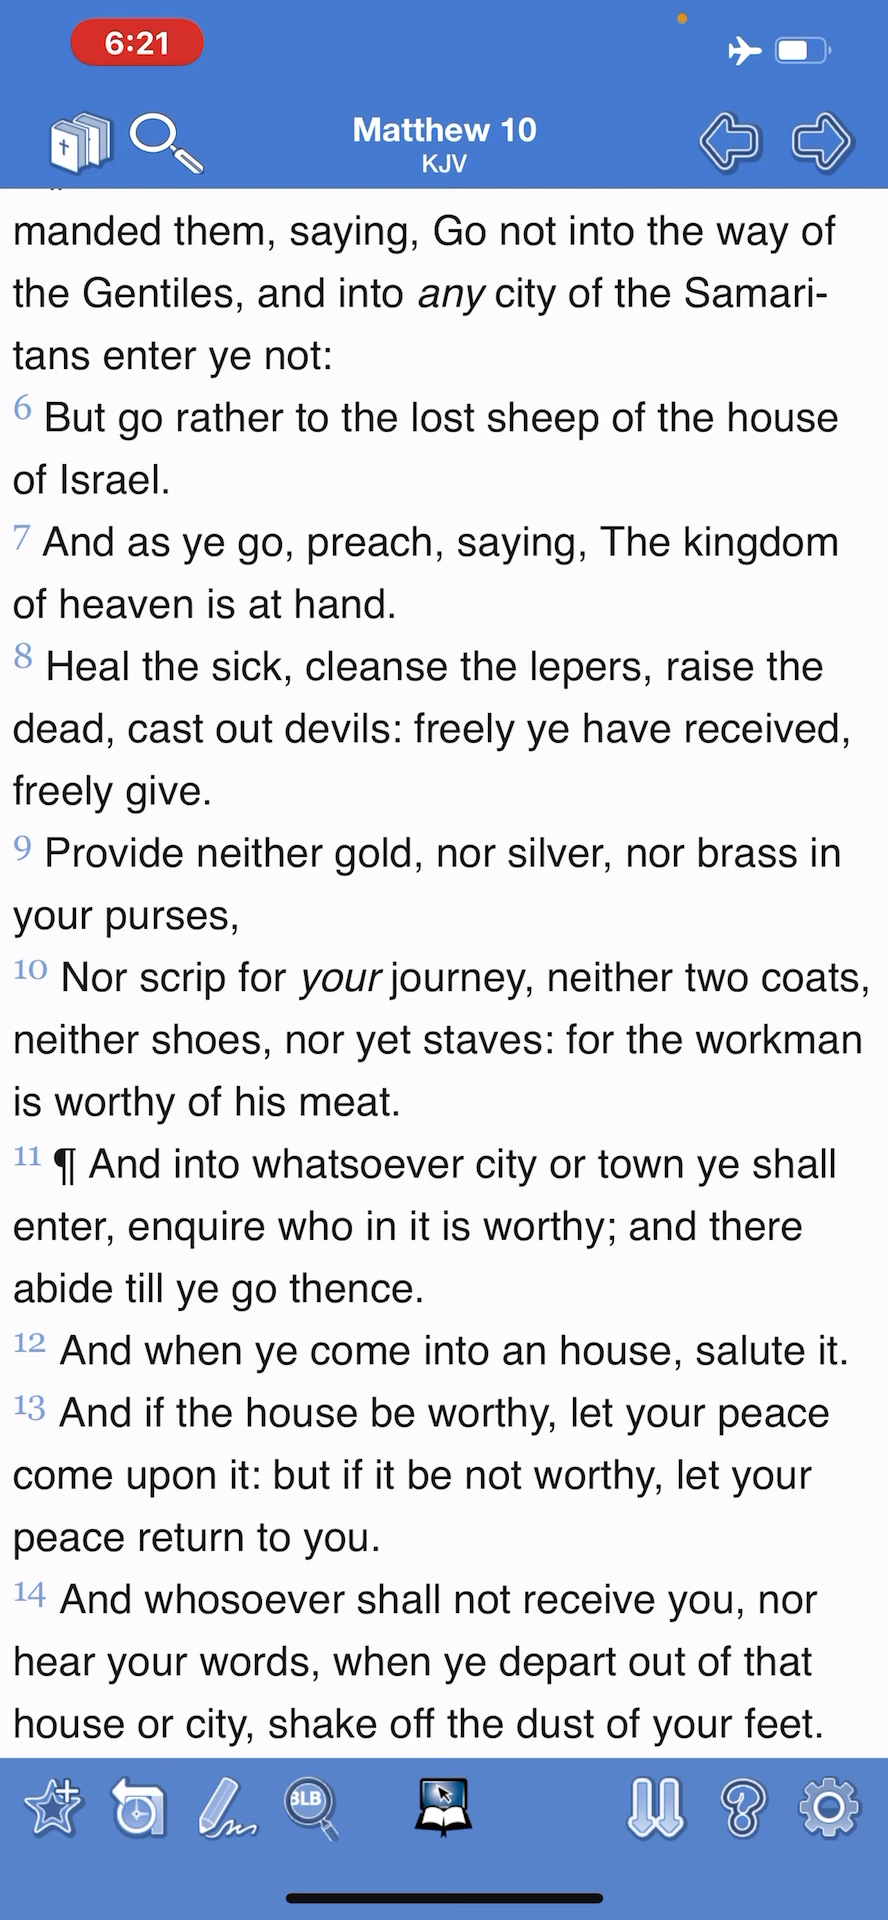 6:21
Matthew 10
KJV
manded them, saying, Go not into the way of
the Gentiles, and into any city of the Samari-
tans enter ye not:
6 But go rather to the lost sheep of the house
of Israel.
7 And as ye go, preach, saying, The kingdom
of heaven is at hand.
8 Heal the sick, cleanse the lepers, raise the
dead, cast out devils: freely ye have received,
freely give.
9 Provide neither gold, nor silver, nor brass in
your purses,
10 Nor scrip for your journey, neither two coats,
neither shoes, nor yet staves: for the workman
is worthy of his meat.
11 ¶ And into whatsoever city or town ye shall
enter, enquire who in it is worthy; and there
abide till ye go thence.
12 And when ye come into an house, salute it.
13 And if the house be worthy, let your peace
come upon it: but if it be not worthy, let your
peace return to you.
14 And whosoever shall not receive you, nor
hear your words, when ye depart out of that
house or city, shake off the dust of your feet.
BLB